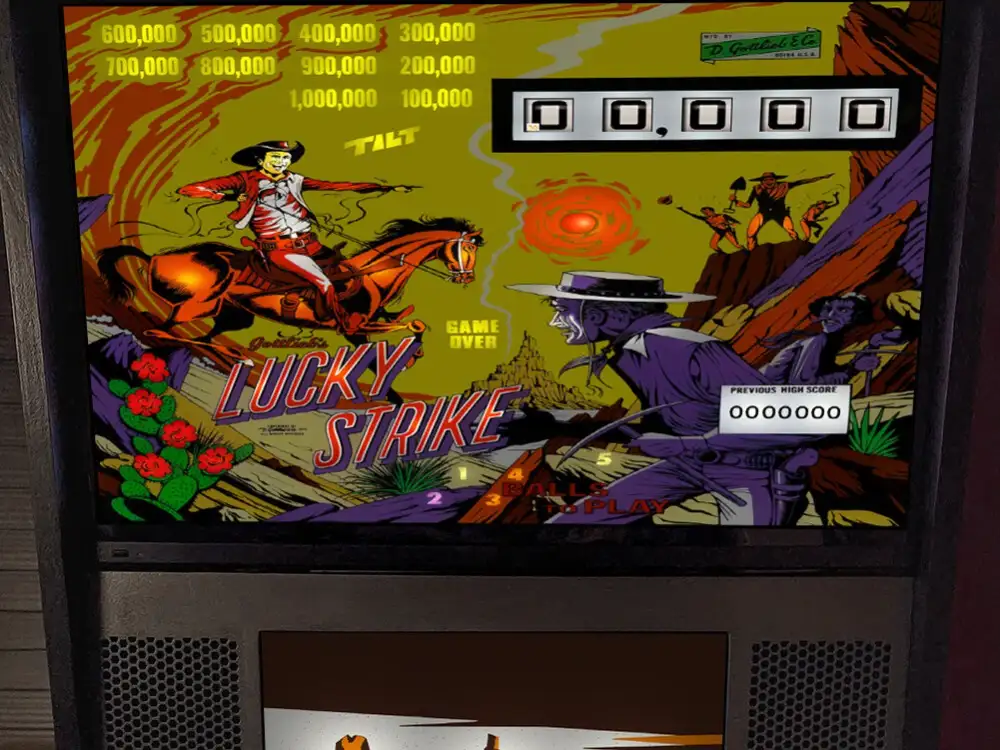 600,000 500,000 400,000 300,000
700,000 800,000 900,000 200,000
1,000,000 100,000
MFD. BY
D. Gottlieb & Co.
TILT
00,000
GAME
OVER
Gottlieb's
LUCKY
STRIKE
PREVIOUS HIGH SCORE
0000000
1 4 5
2 3
BALLS
TO PLAY